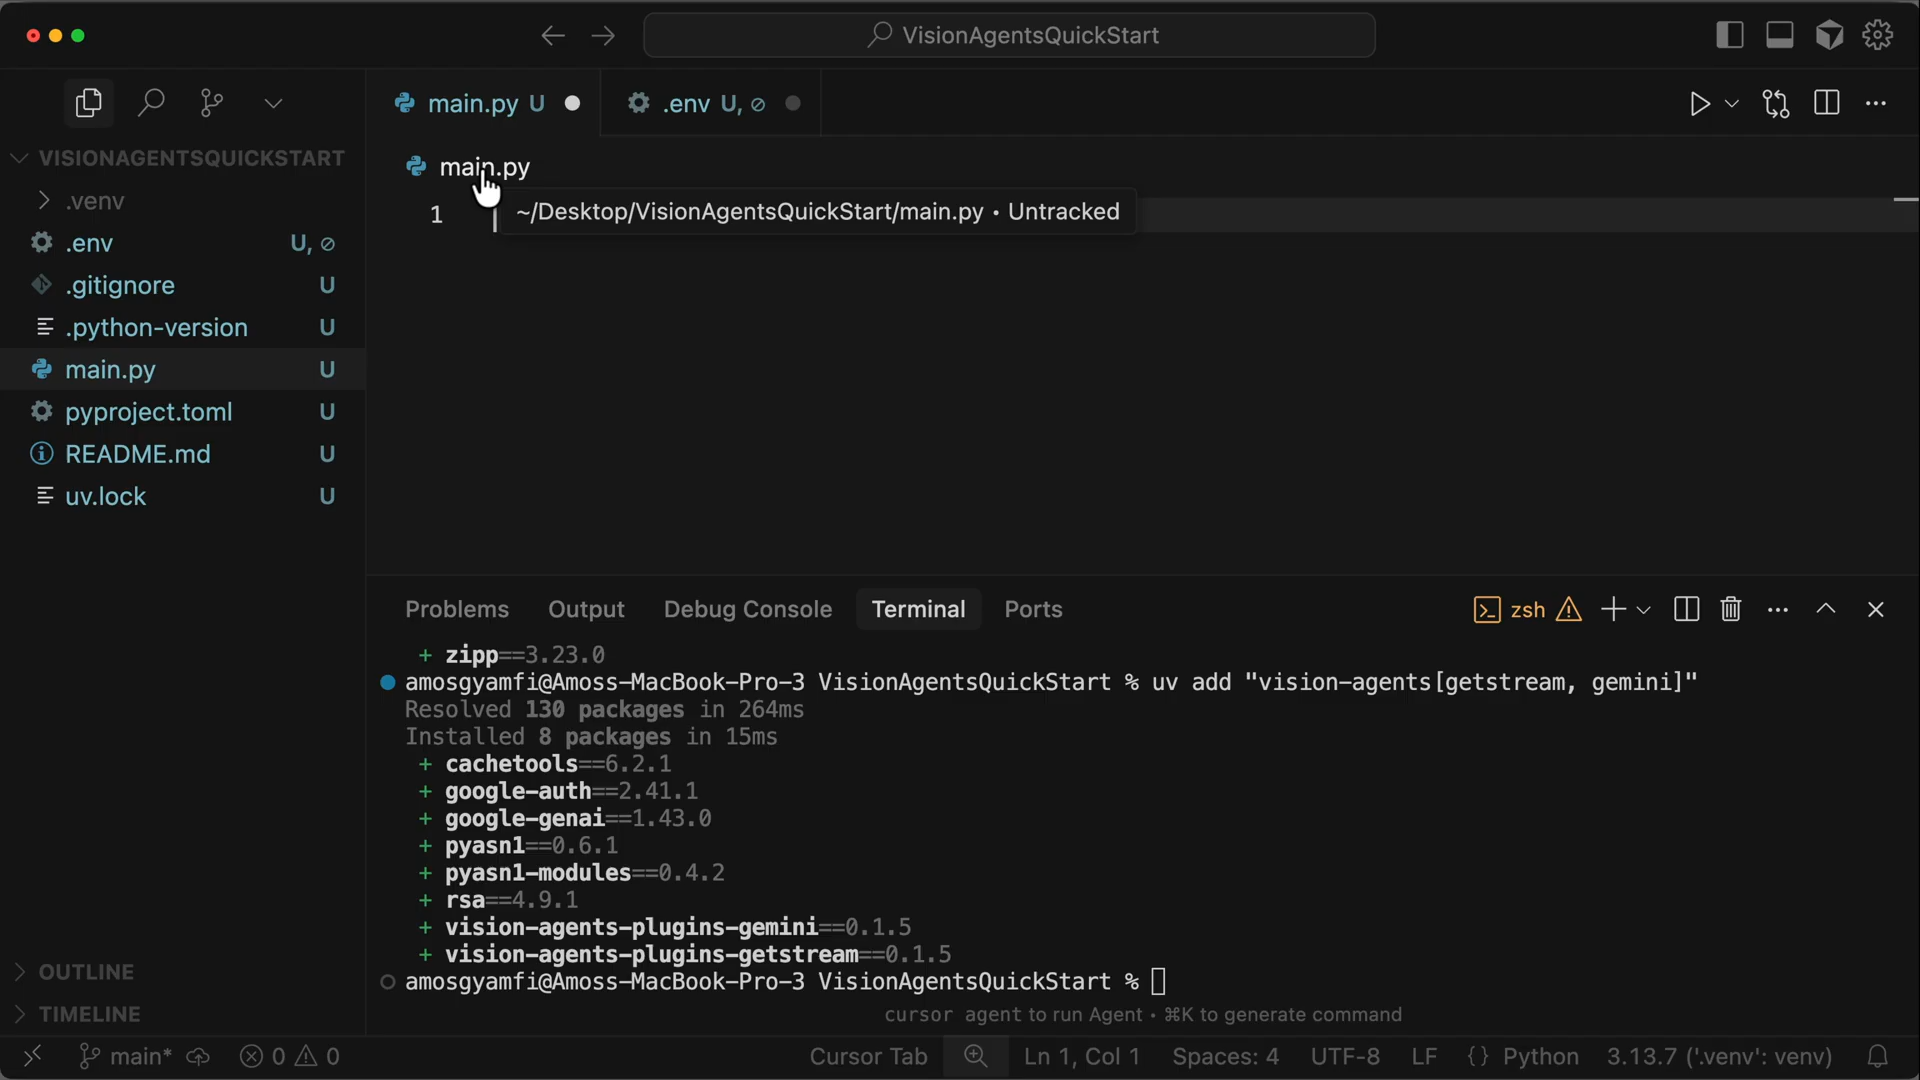 VisionAgentsQuickStart
main.py U
.env U,
VISIONAGENTSQUICKSTART
.venv
.env U,
.gitignore U
.python-version U
main.py U
pyproject.toml U
README.md U
uv.lock U
OUTLINE
TIMELINE
main.py
~/Desktop/VisionAgentsQuickStart/main.py • Untracked
1
Problems Output Debug Console Terminal Ports
zsh
+ zipp==3.23.0
amosgyamfi@Amoss-MacBook-Pro-3 VisionAgentsQuickStart % uv add "vision-agents[getstream, gemini]"
Resolved 130 packages in 264ms
Installed 8 packages in 15ms
+ cachetools==6.2.1
+ google-auth==2.41.1
+ google-genai==1.43.0
+ pyasn1==0.6.1
+ pyasn1-modules==0.4.2
+ rsa==4.9.1
+ vision-agents-plugins-gemini==0.1.5
+ vision-agents-plugins-getstream==0.1.5
amosgyamfi@Amoss-MacBook-Pro-3 VisionAgentsQuickStart %
cursor agent to run Agent • ⌘K to generate command
main* 0 0 Cursor Tab Ln 1, Col 1 Spaces: 4 UTF-8 LF {} Python 3.13.7 ('.venv': venv)